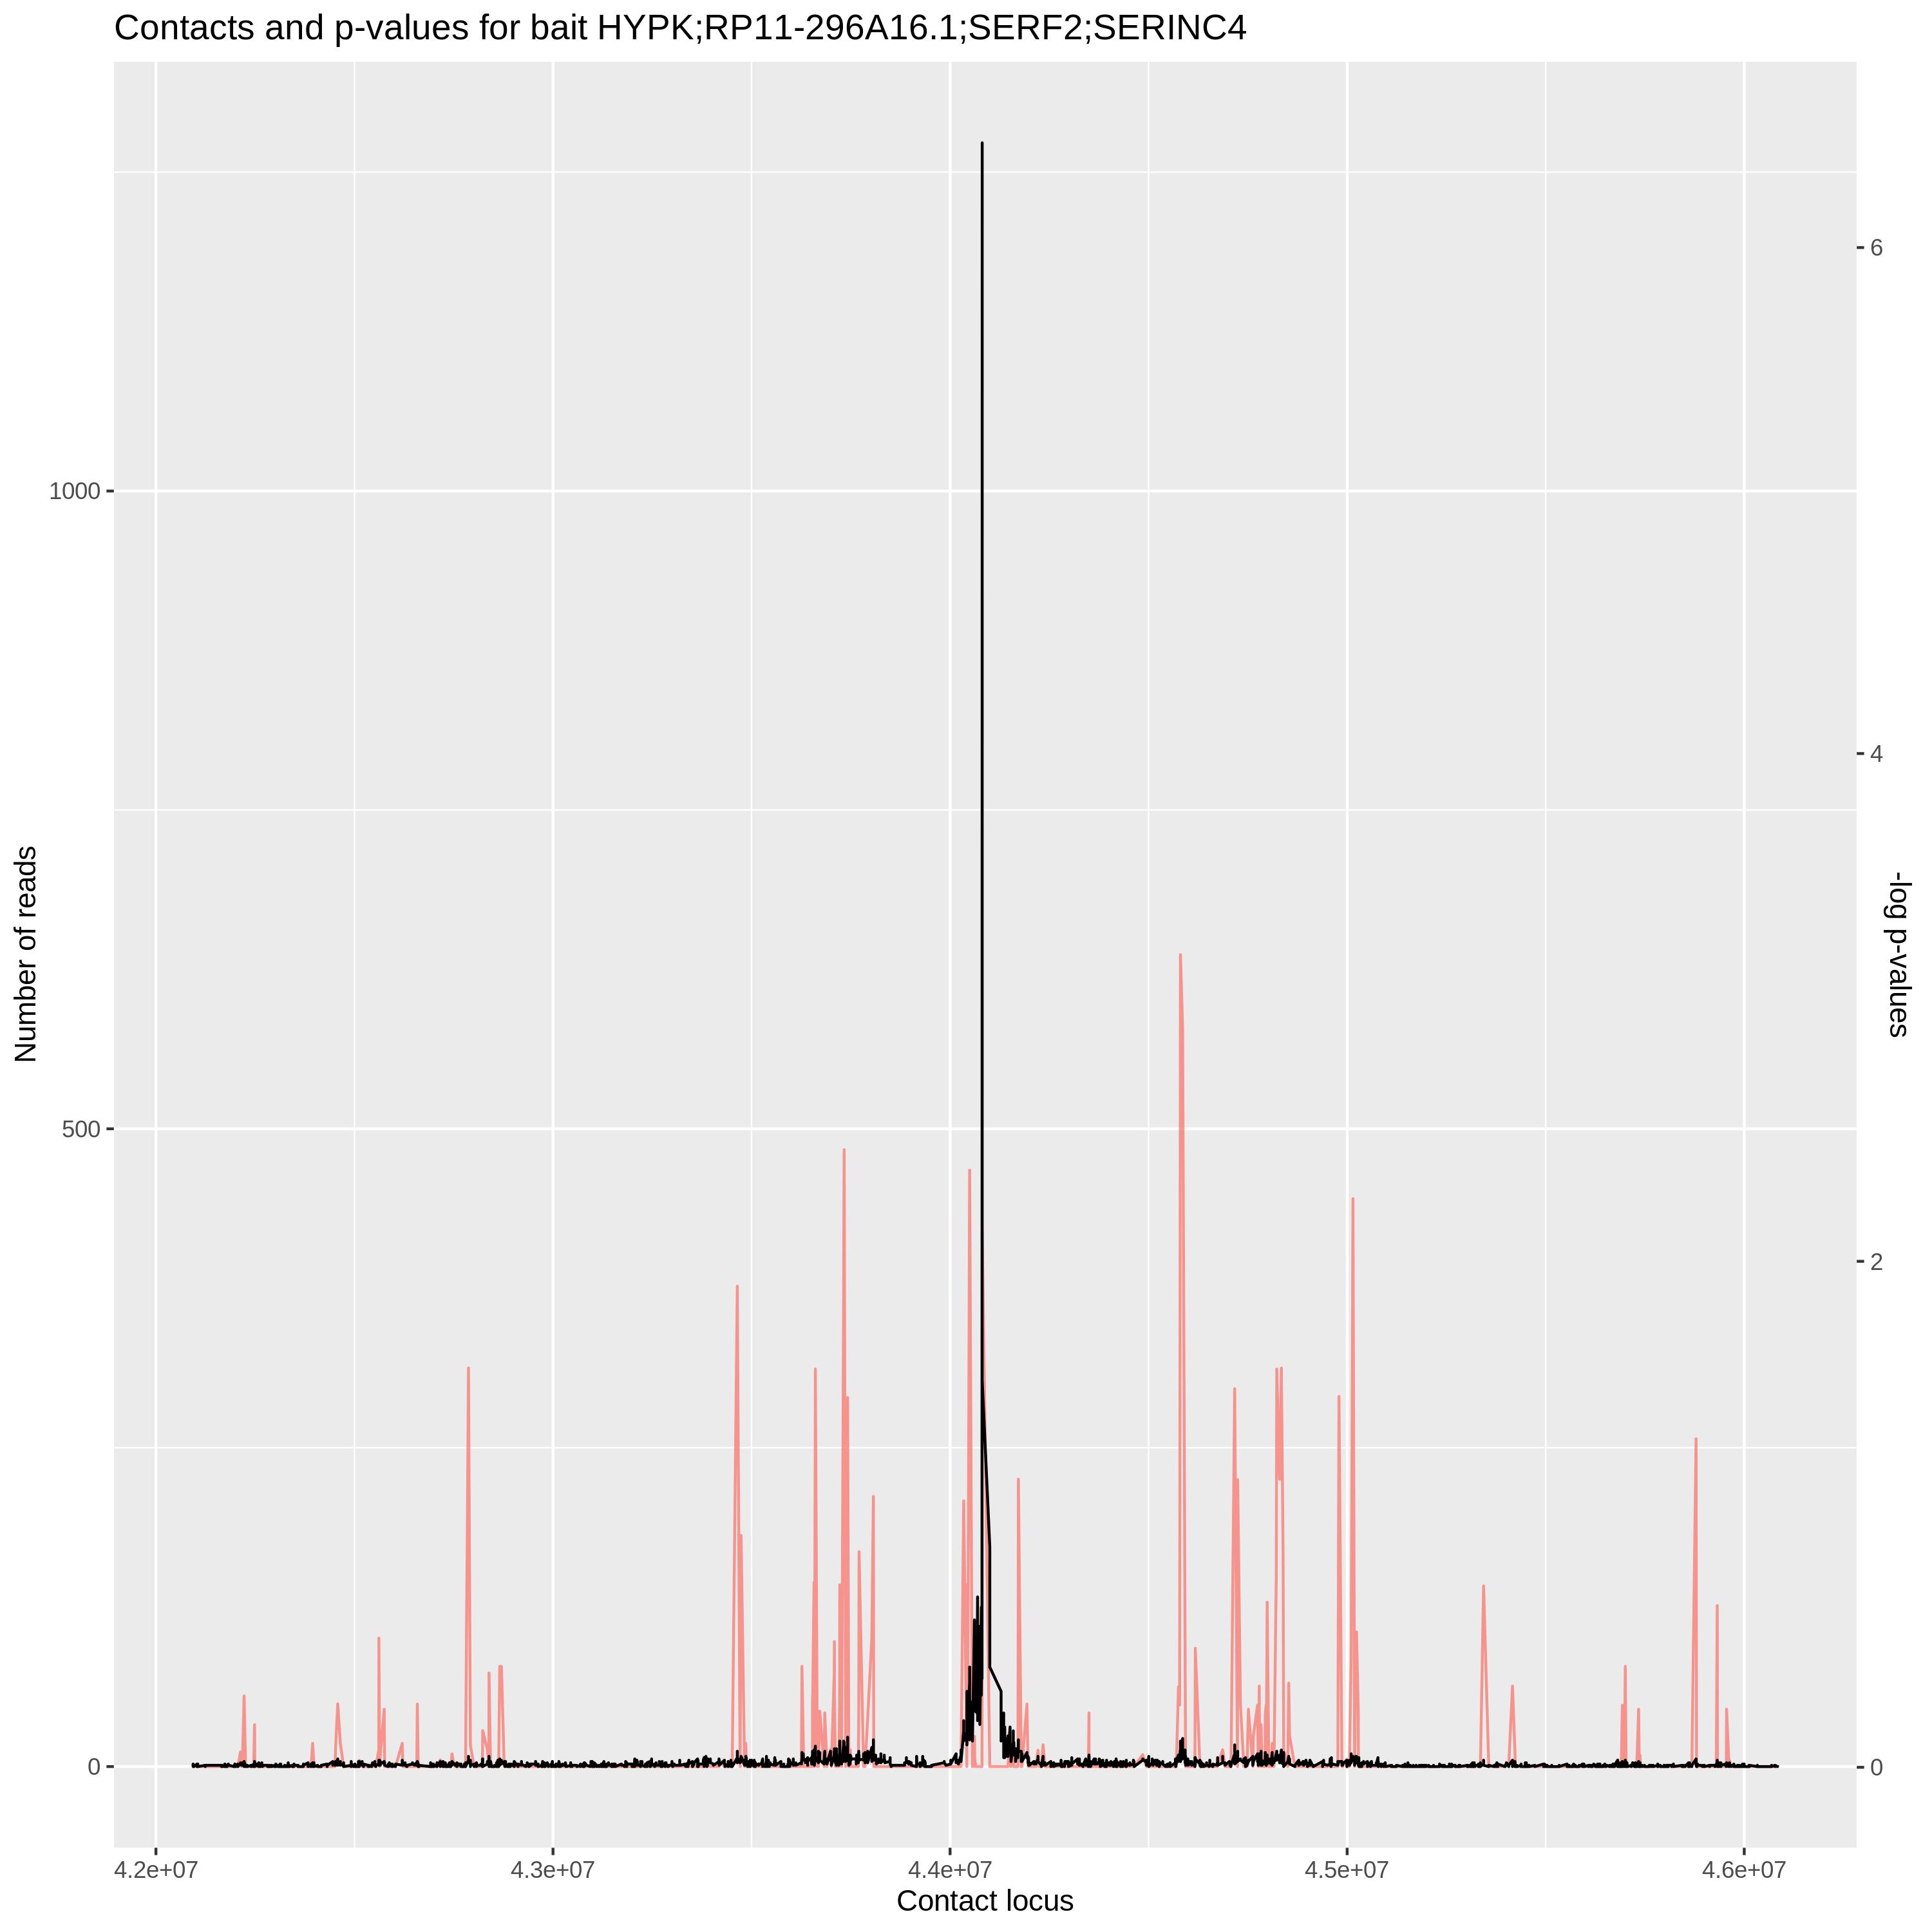 Contacts and p-values for bait HYPK;RP11-296A16.1;SERF2;SERINC4
Number of reads
1000
500
0
6
4
2
0
-log p-values
4.2e+07
4.3e+07
4.4e+07
4.5e+07
4.6e+07
Contact locus